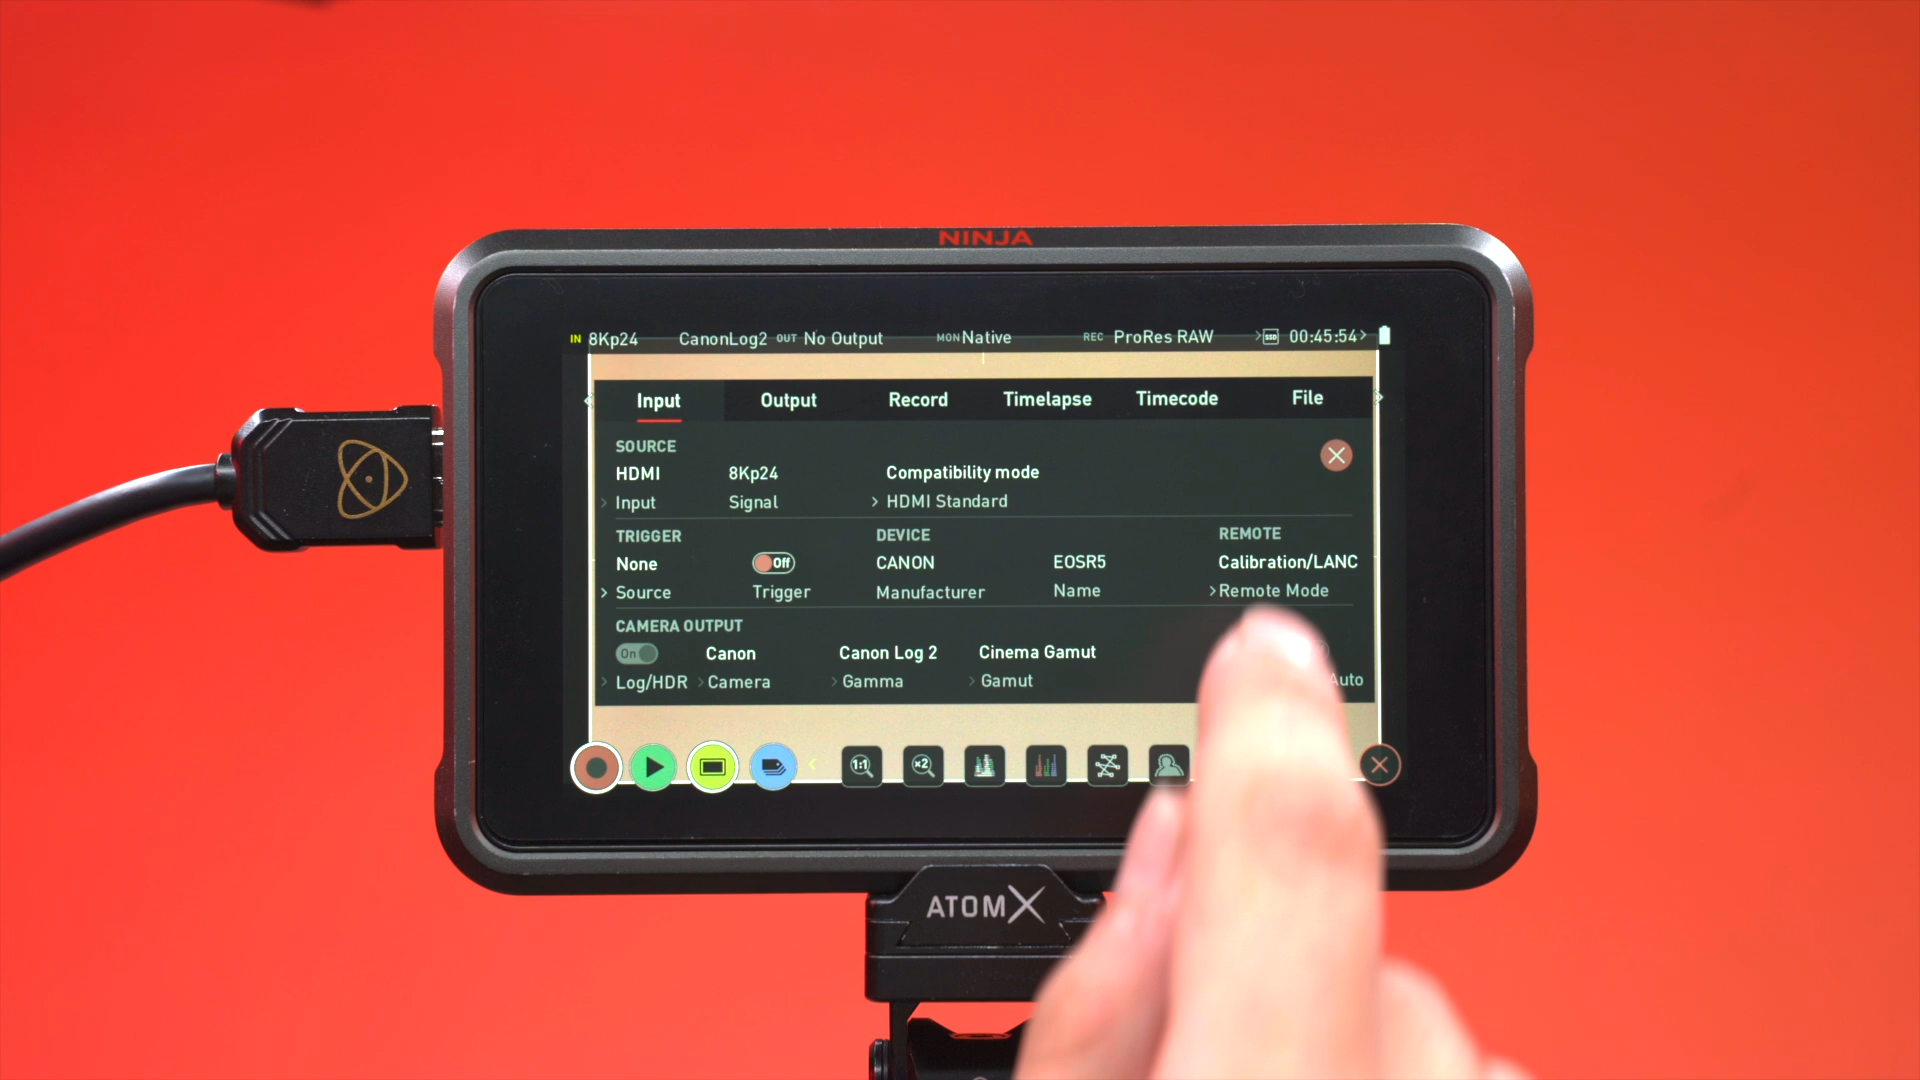 NINJA
IN 8Kp24 CanonLog2 OUT No Output MON Native REC ProRes RAW SSD 00:45:54
Input Output Record Timelapse Timecode File
SOURCE
HDMI 8Kp24 Compatibility mode
Input Signal HDMI Standard
TRIGGER DEVICE REMOTE
None Off CANON EOSR5 Calibration/LANC
Source Trigger Manufacturer Name Remote Mode
CAMERA OUTPUT
On Canon Canon Log 2 Cinema Gamut
Log/HDR Camera Gamma Gamut Auto
1:1 x2
ATOMX